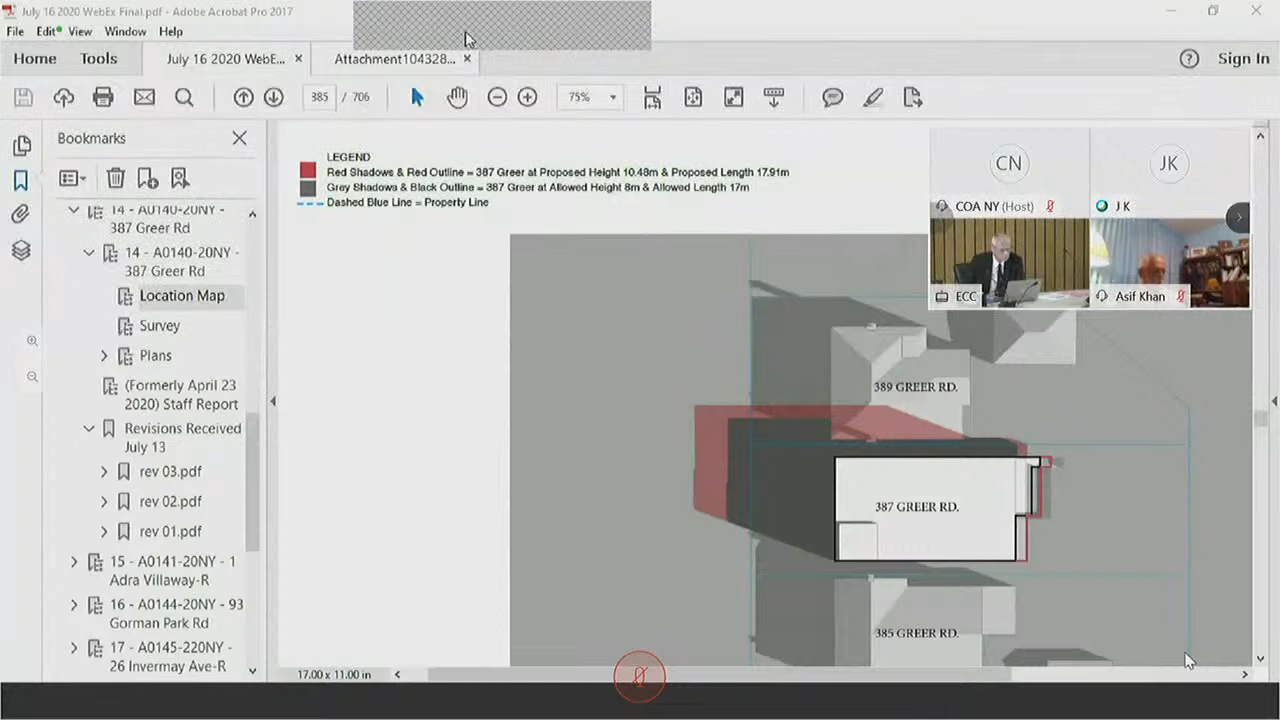 July 16 2020 WebEx Final.pdf - Adobe Acrobat Pro 2017
File Edit View Window Help
Home Tools July 16 2020 WebE... × Attachment104328... × Sign In
385 / 706 75%
Bookmarks
14 - A0140-20NY -
387 Greer Rd
14 - A0140-20NY -
387 Greer Rd
Location Map
Survey
Plans
(Formerly April 23
2020) Staff Report
Revisions Received
July 13
rev 03.pdf
rev 02.pdf
rev 01.pdf
15 - A0141-20NY - 1
Adra Villaway-R
16 - A0144-20NY - 93
Gorman Park Rd
17 - A0145-220NY -
26 Invermay Ave-R
LEGEND
Red Shadows & Red Outline = 387 Greer at Proposed Height 10.48m & Proposed Length 17.91m
Grey Shadows & Black Outline = 387 Greer at Allowed Height 8m & Allowed Length 17m
Dashed Blue Line = Property Line
CN JK
COA NY (Host) J K
ECC Asif Khan
389 GREER RD.
387 GREER RD.
385 GREER RD.
17.00 x 11.00 in